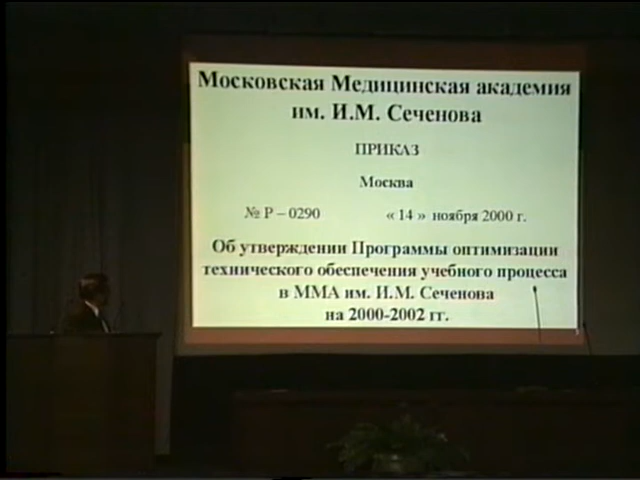 Московская Медицинская академия
им. И.М. Сеченова
ПРИКАЗ
Москва
№ Р – 0290 « 14 » ноября 2000 г.
Об утверждении Программы оптимизации
технического обеспечения учебного процесса
в ММА им. И.М. Сеченова
на 2000-2002 гг.